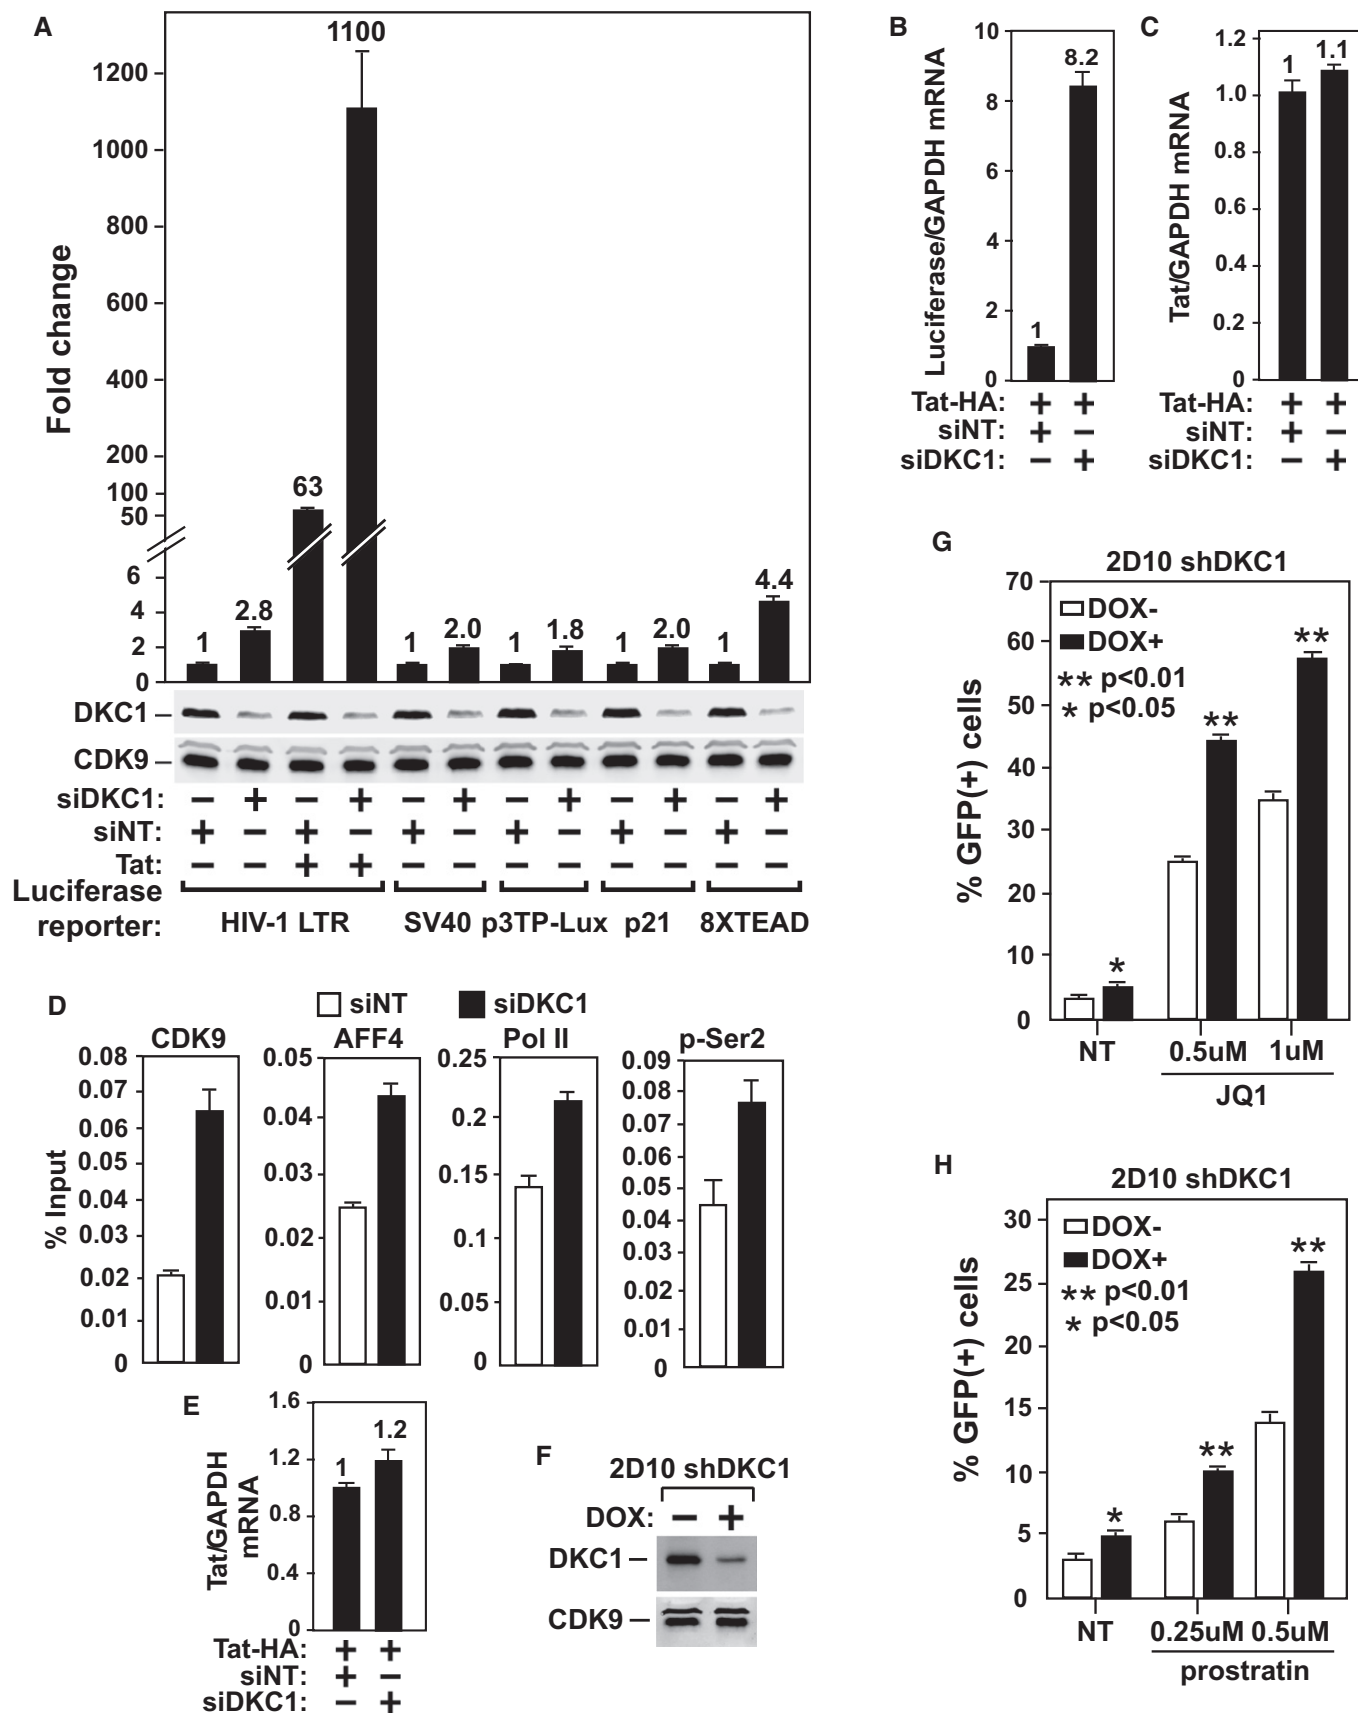 A
1100
1200
1000
800
600
400
200
100
50
6
4
2
0
Fold change
1
2.8
63
1
2.0
1
1.8
1
2.0
1
4.4
DKC1 –
CDK9 –
siDKC1: – + – + – + – + – + – +
siNT: + – + – + – + – + – + –
Tat: – – + + – – – – – – – –
Luciferase
reporter:
HIV-1 LTR SV40 p3TP-Lux p21 8XTEAD
B
Luciferase/GAPDH mRNA
10
8
6
4
2
0
8.2
1
Tat-HA: + +
siNT: + –
siDKC1: – +
C
Tat/GAPDH mRNA
1.2
1.0
0.8
0.6
0.4
0.2
0
1
1.1
Tat-HA: + +
siNT: + –
siDKC1: – +
D
siNT siDKC1
% Input
CDK9
0.08
0.07
0.06
0.05
0.04
0.03
0.02
0.01
0
AFF4
0.05
0.04
0.03
0.02
0.01
0
Pol II
0.25
0.2
0.15
0.1
0.05
0
p-Ser2
0.09
0.08
0.07
0.06
0.05
0.04
0.03
0.02
0.01
0
E
Tat/GAPDH
mRNA
1.6
1.2
0.8
0.4
0
1
1.2
Tat-HA: + +
siNT: + –
siDKC1: – +
F
2D10 shDKC1
DOX: – +
DKC1 –
CDK9 –
G
2D10 shDKC1
% GFP(+) cells
70
60
50
40
30
20
10
0
DOX-
DOX+
** p<0.01
* p<0.05
*
**
**
NT 0.5uM 1uM
JQ1
H
2D10 shDKC1
% GFP(+) cells
30
25
20
15
10
5
0
DOX-
DOX+
** p<0.01
* p<0.05
*
**
**
NT 0.25uM 0.5uM
prostratin